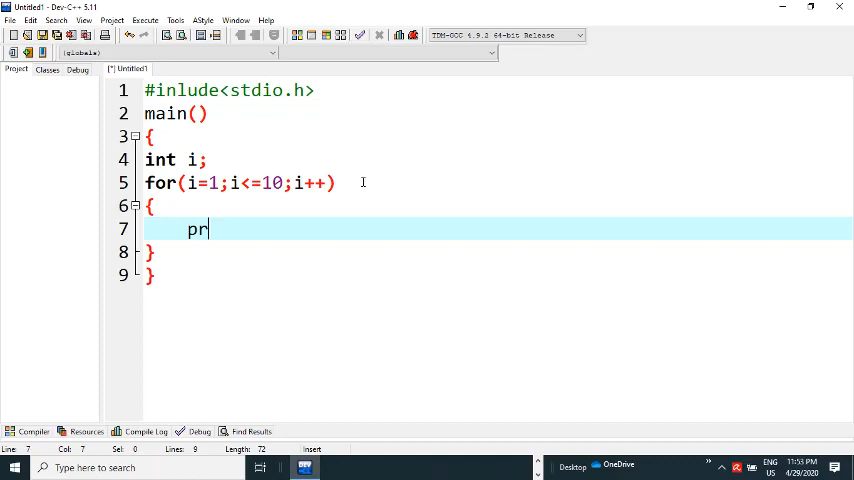 Untitled1 - Dev-C++ 5.11
File Edit Search View Project Execute Tools AStyle Window Help
TDM-GCC 4.9.2 64-bit Release
(globals)
Project Classes Debug [*] Untitled1
1 #inlude<stdio.h>
2 main()
3 {
4 int i;
5 for(i=1;i<=10;i++)
6 {
7 pr
8 }
9 }
Compiler Resources Compile Log Debug Find Results
Line: 7 Col: 7 Sel: 0 Lines: 9 Length: 72 Insert
Type here to search DEV Desktop OneDrive » ENG 11:53 PM
US 4/29/2020